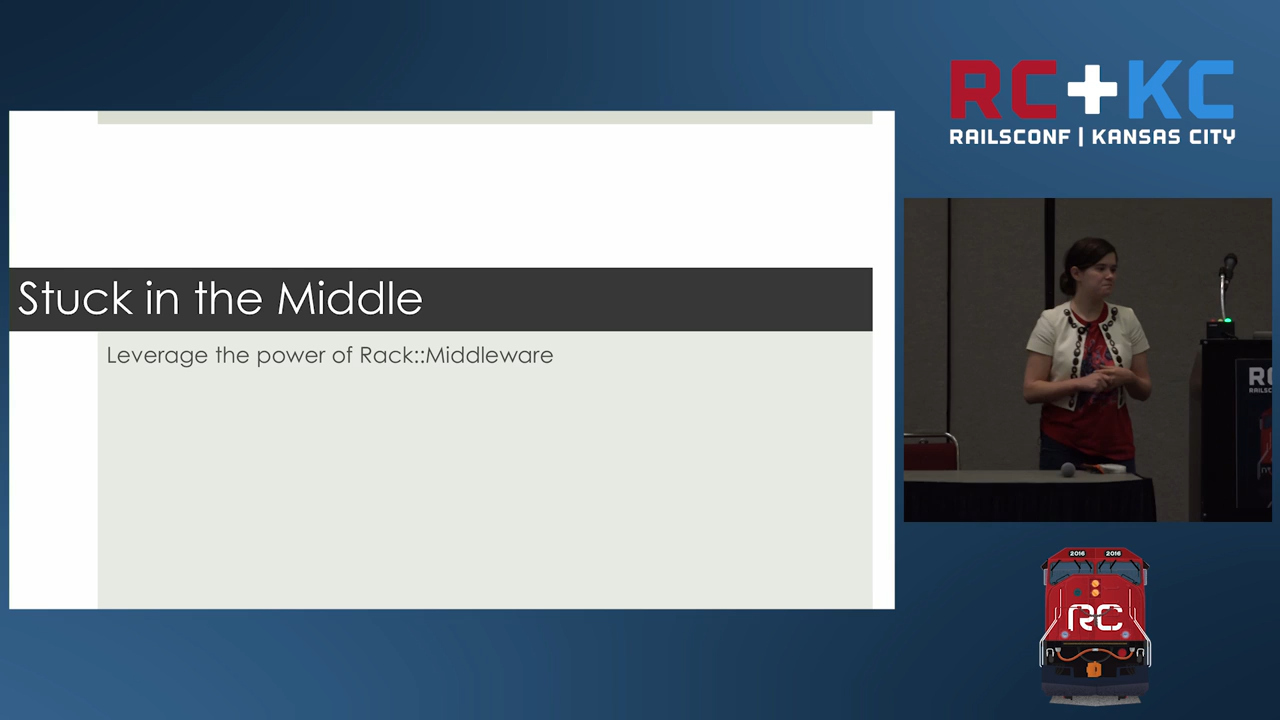 RC+KC
RAILSCONF | KANSAS CITY
Stuck in the Middle
Leverage the power of Rack::Middleware
2016
2016
RC